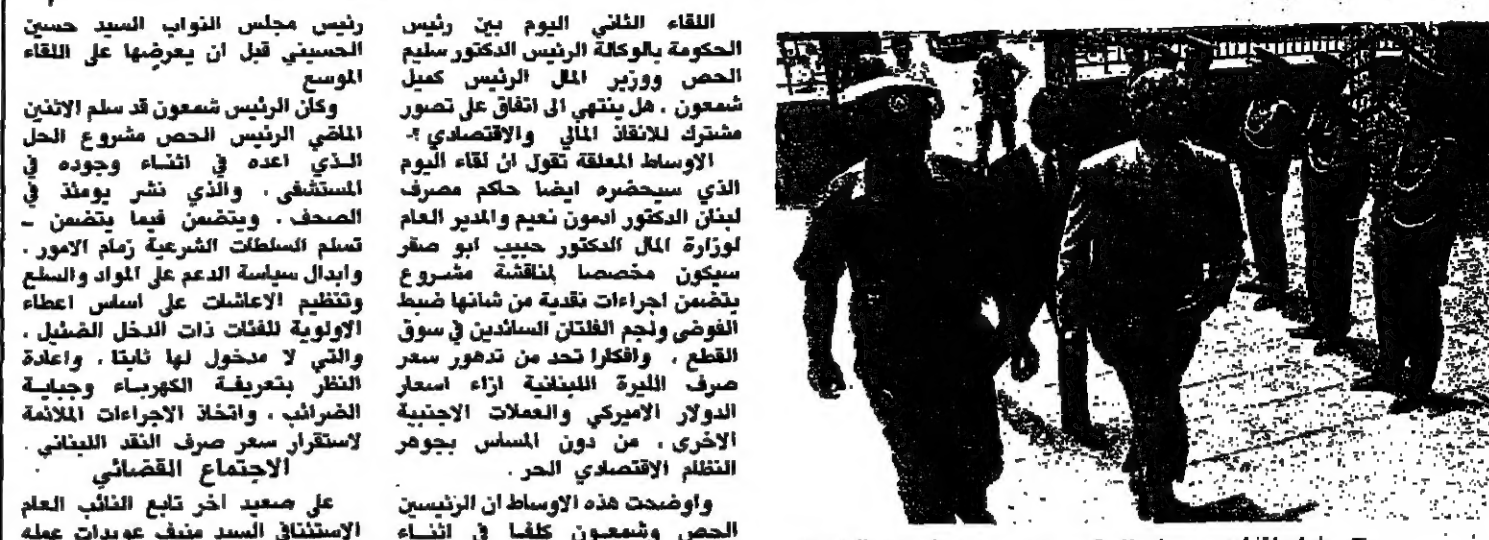 اللقاء الثاني اليوم بين رئيس
الحكومة بالوكالة الرئيس الدكتور سليم
الحص ووزير المال الرئيس كميل
شمعون ، هل ينتهي الى اتفاق على تصور
مشترك للانقاذ المالي والاقتصادي ؟-
الاوساط المعلقة تقول ان لقاء اليوم
الذي سيحضره ايضا حاكم مصرف
لبنان الدكتور ادمون نعيم والمدير العام
لوزارة المال الدكتور حبيب ابو صقر
سيكون مخصصا لمناقشة مشروع
يتضمن اجراءات نقدية من شانها ضبط
الفوضى ولجم الفلتان السائدين في سوق
القطع ، وافكارا تحد من تدهور سعر
صرف الليرة اللبنانية ازاء اسعار
الدولار الاميركي والعملات الاجنبية
الاخرى ، من دون المساس بجوهر
النظام الاقتصادي الحر .
واوضحت هذه الاوساط ان الرئيسين
الحص وشمعون كلفا في اثناء
رئيس مجلس النواب السيد حسين
الحسيني قبل ان يعرضها على اللقاء
الموسع
وكان الرئيس شمعون قد سلم الاثنين
الماضي الرئيس الحص مشروع الحل
الذي اعده في اثناء وجوده في
المستشفى ، والذي نشر يومئذ في
الصحف . ويتضمن فيما يتضمن -
تسلم السلطات الشرعية زمام الامور .
وابدال سياسة الدعم على المواد والسلع
وتنظيم الاعاشات على اساس اعطاء
الاولوية للفئات ذات الدخل الضئيل ،
والتي لا مدخول لها ثابتا ، واعادة
النظر بتعريفة الكهرباء وجباية
الضرائب ، واتخاذ الاجراءات الملائمة
لاستقرار سعر صرف النقد اللبناني .
الاجتماع القضائي
على صعيد اخر تابع النائب العام
الاستئنافي السيد منيف عويدات عمله